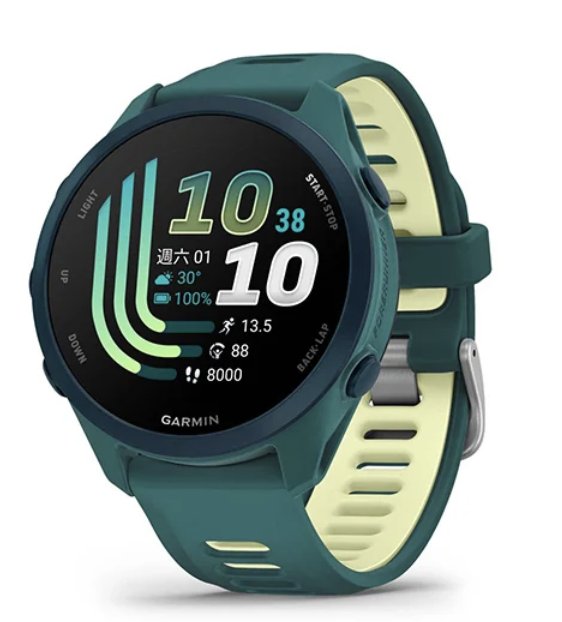 LIGHT
UP
DOWN
START·STOP
BACK·LAP
10 38
週六 01
10
30°
100%
13.5
88
8000
GARMIN
FORERUNNER